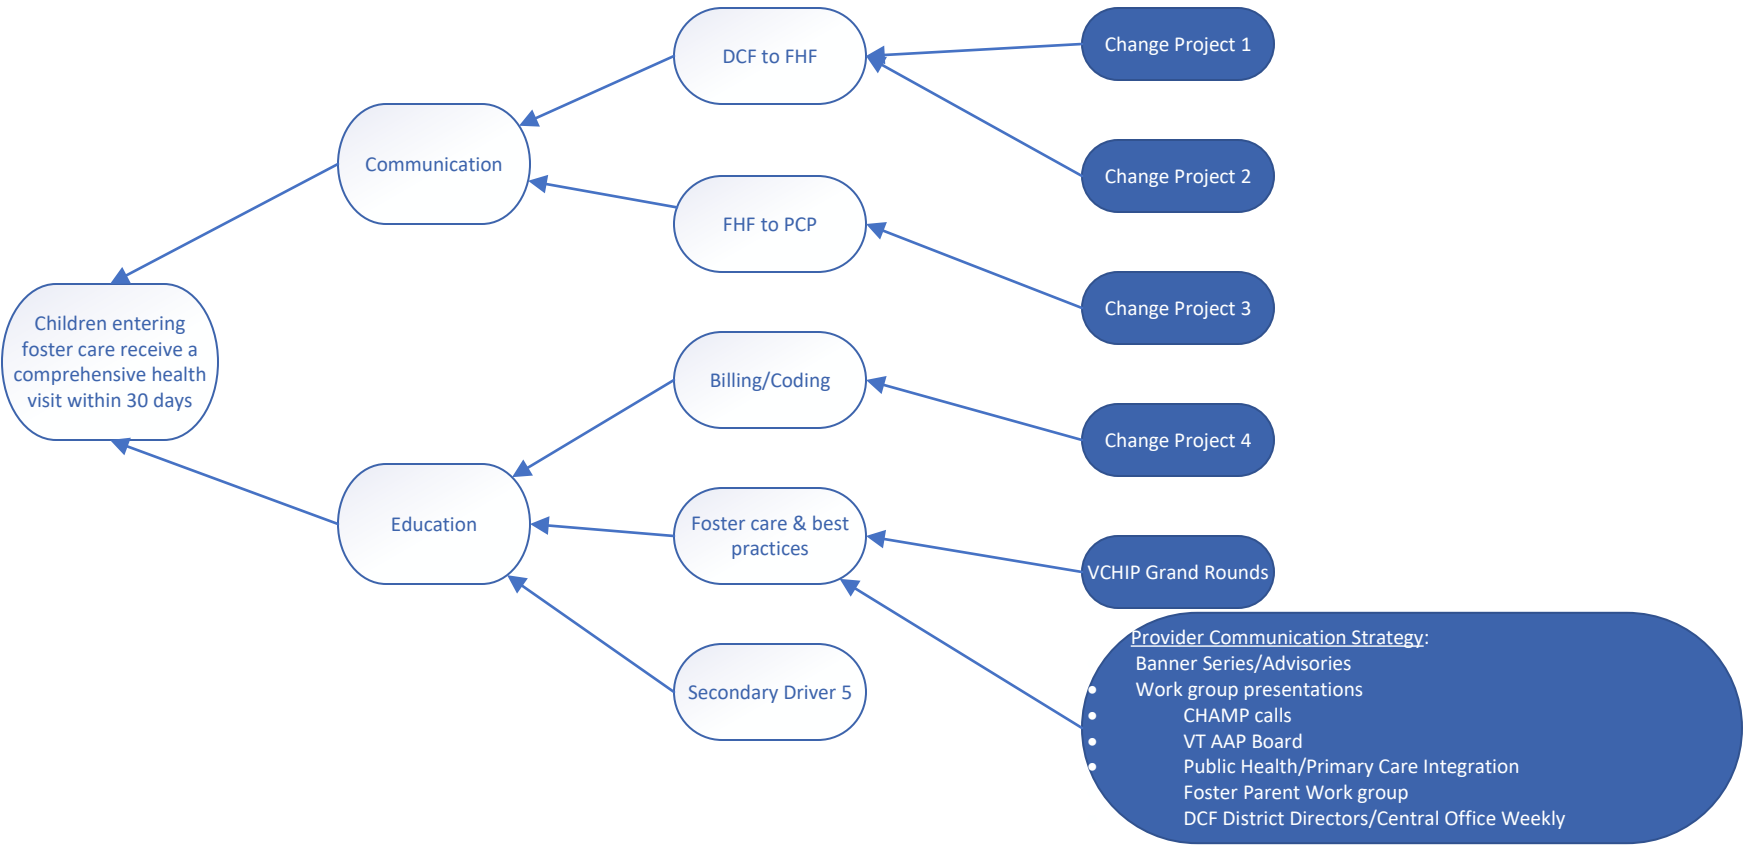 Children entering
foster care receive a
comprehensive health
visit within 30 days
Communication
Education
DCF to FHF
FHF to PCP
Billing/Coding
Foster care & best
practices
Secondary Driver 5
Change Project 1
Change Project 2
Change Project 3
Change Project 4
VCHIP Grand Rounds
Provider Communication Strategy:
Banner Series/Advisories
• Work group presentations
• CHAMP calls
• VT AAP Board
• Public Health/Primary Care Integration
Foster Parent Work group
DCF District Directors/Central Office Weekly